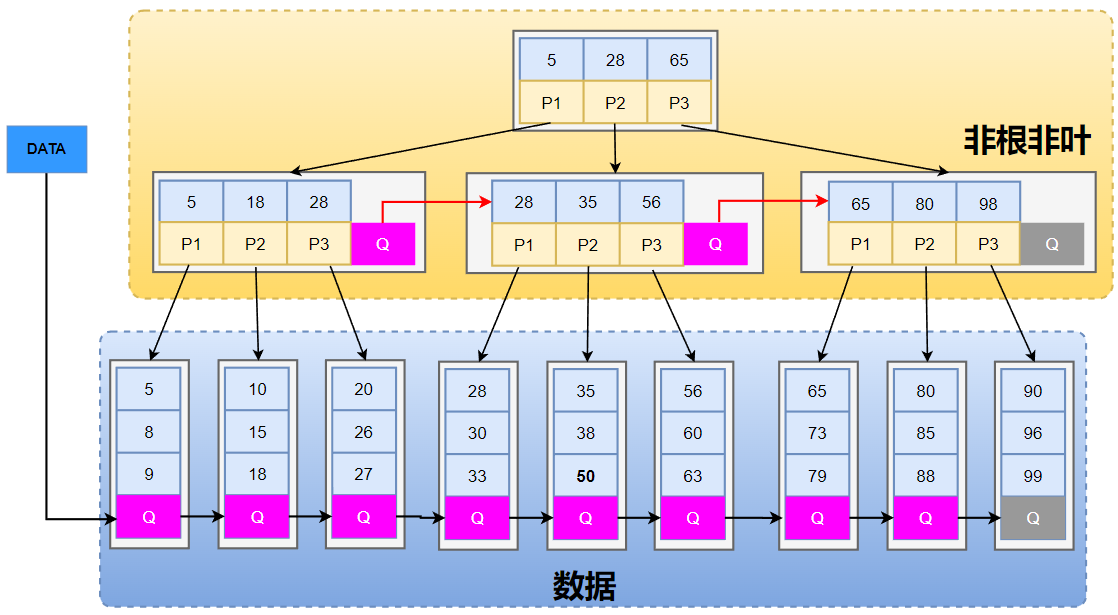 5 28 65
P1 P2 P3
非根非叶
DATA
5 18 28
P1 P2 P3 Q
28 35 56
P1 P2 P3 Q
65 80 98
P1 P2 P3 Q
5
8
9
Q
10
15
18
Q
20
26
27
Q
28
30
33
Q
35
38
50
Q
56
60
63
Q
65
73
79
Q
80
85
88
Q
90
96
99
Q
数据